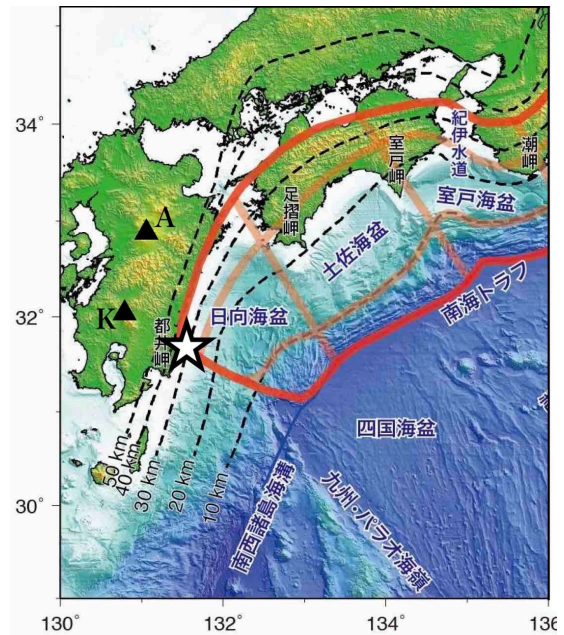 34°
32°
30°
130°
132°
134°
136
A
K
都井岬
日向海盆
足摺岬
土佐海盆
室戸岬
紀伊水道
潮岬
室戸海盆
南海トラフ
四国海盆
南西諸島海溝
九州・パラオ海嶺
50 km
40 km
30 km
20 km
10 km